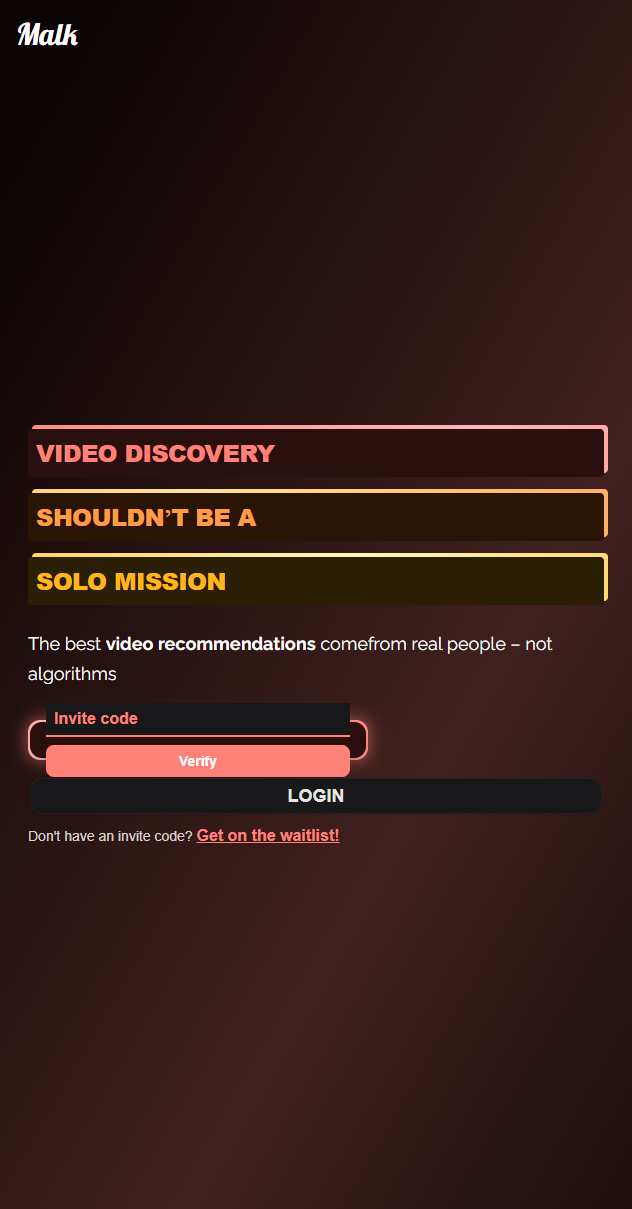 Malk
VIDEO DISCOVERY
SHOULDN’T BE A
SOLO MISSION
The best video recommendations comefrom real people – not
algorithms
Invite code
Verify
LOGIN
Don't have an invite code? Get on the waitlist!